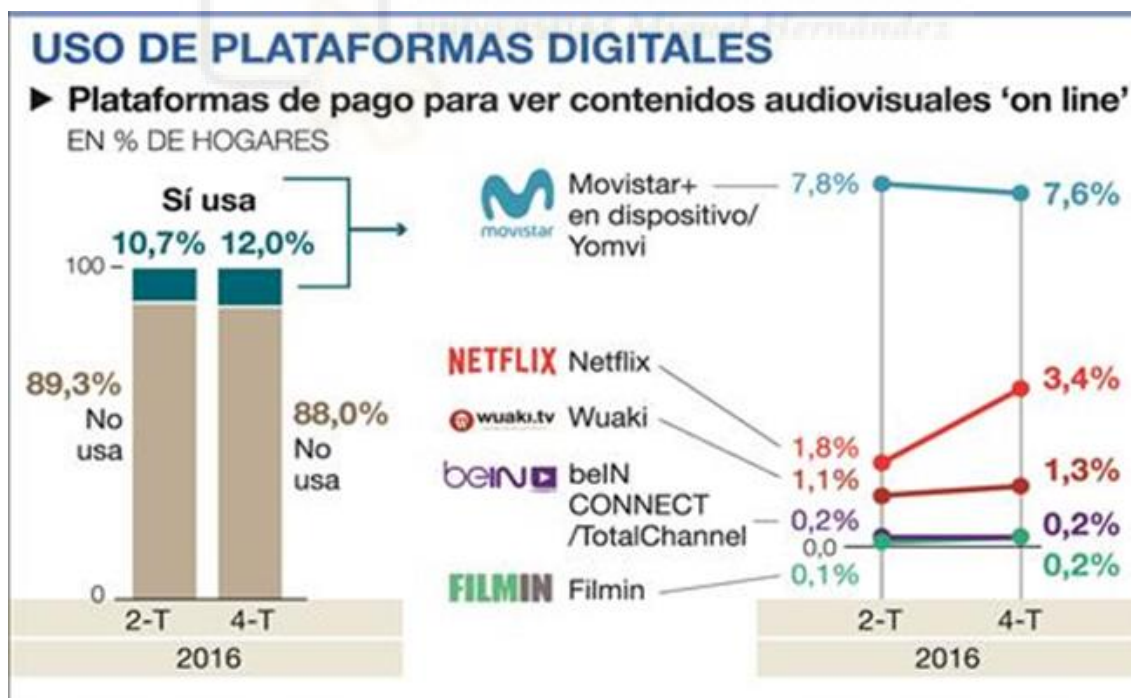 UNIVERSITAS Miguel Hernández
USO DE PLATAFORMAS DIGITALES
▶ Plataformas de pago para ver contenidos audiovisuales ‘on line’
EN % DE HOGARES
Sí usa
10,7% 12,0%
100
89,3%
No
usa
88,0%
No
usa
0
2-T 4-T
2016
movistar
Movistar+
en dispositivo/
Yomvi
7,8%
7,6%
NETFLIX Netflix
wuaki.tv Wuaki
beIN
beIN
CONNECT
/TotalChannel
FILMIN Filmin
1,8%
3,4%
1,1%
1,3%
0,2%
0,2%
0,0
0,1%
0,2%
2-T 4-T
2016